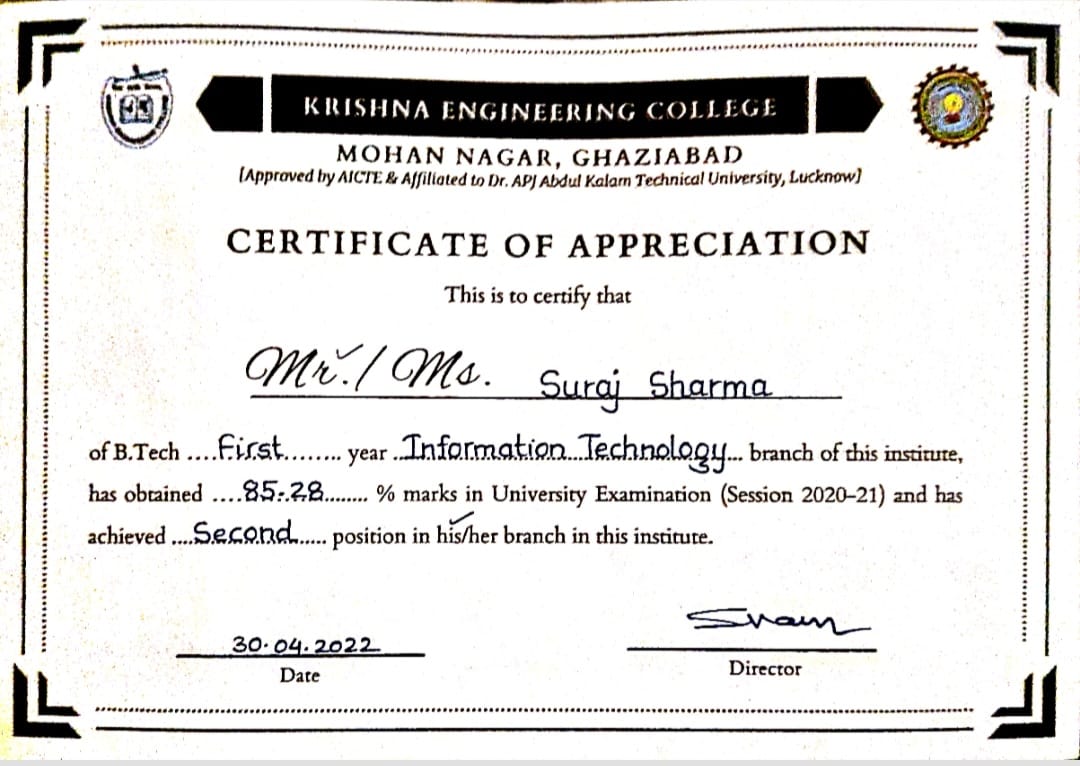 KRISHNA ENGINEERING COLLEGE
MOHAN NAGAR, GHAZIABAD
(Approved by AICTE & Affiliated to Dr. APJ Abdul Kalam Technical University, Lucknow)
CERTIFICATE OF APPRECIATION
This is to certify that
Mr./ Ms. Suraj Sharma
of B.Tech ....First........ year ..Information Technology... branch of this institute,
has obtained ....85.28........ % marks in University Examination (Session 2020–21) and has
achieved ....Second..... position in his/her branch in this institute.
30.04.2022
Date
Director